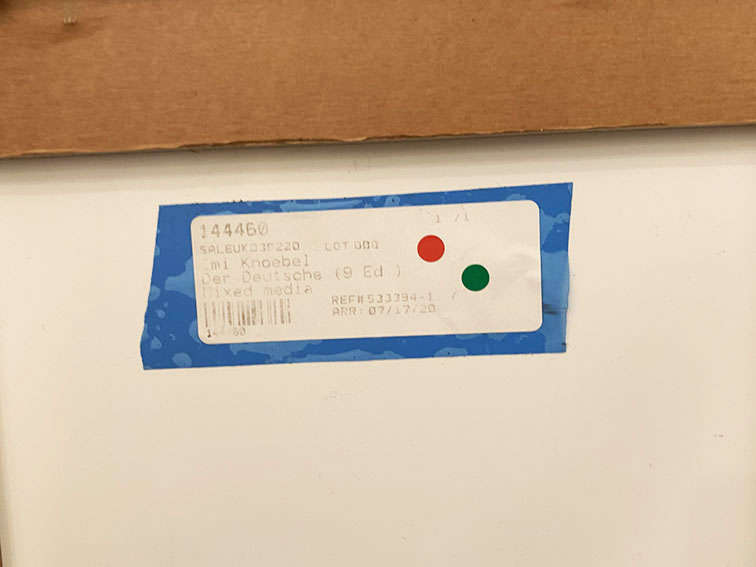 144460 1 /1
SALEUK035220 LOT 000
Imi Knoebel
Der Deutsche (9 Ed.)
Mixed media
REF#533394-1 /
ARR: 07/17/20
144460